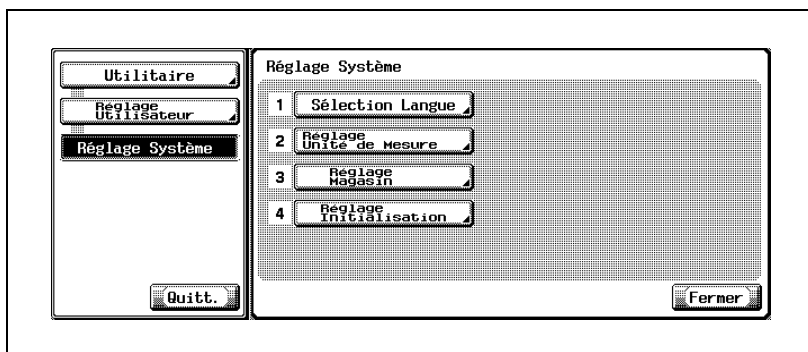 Utilitaire
Réglage
Utilisateur
Réglage Système
Quitt.
Réglage Système
1 Sélection Langue
2 Réglage
Unité de Mesure
3 Réglage
Magasin
4 Réglage
Initialisation
Fermer